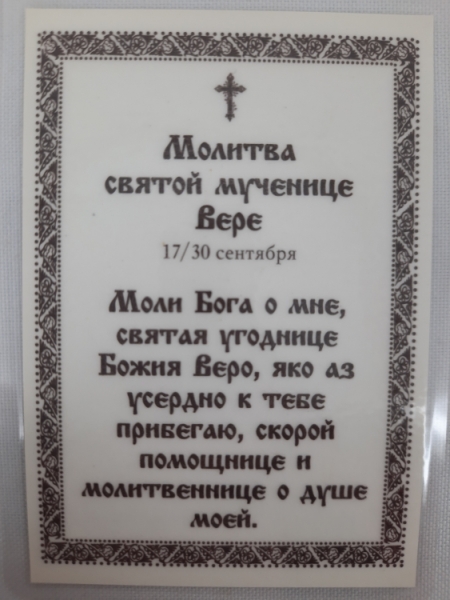 Молитва
святой мученице
Вере
17/30 сентября
Моли Бога о мне,
святая угоднице
Божия Веро, яко аз
усердно к тебе
прибегаю, скорой
помощнице и
молитвеннице о душе
моей.